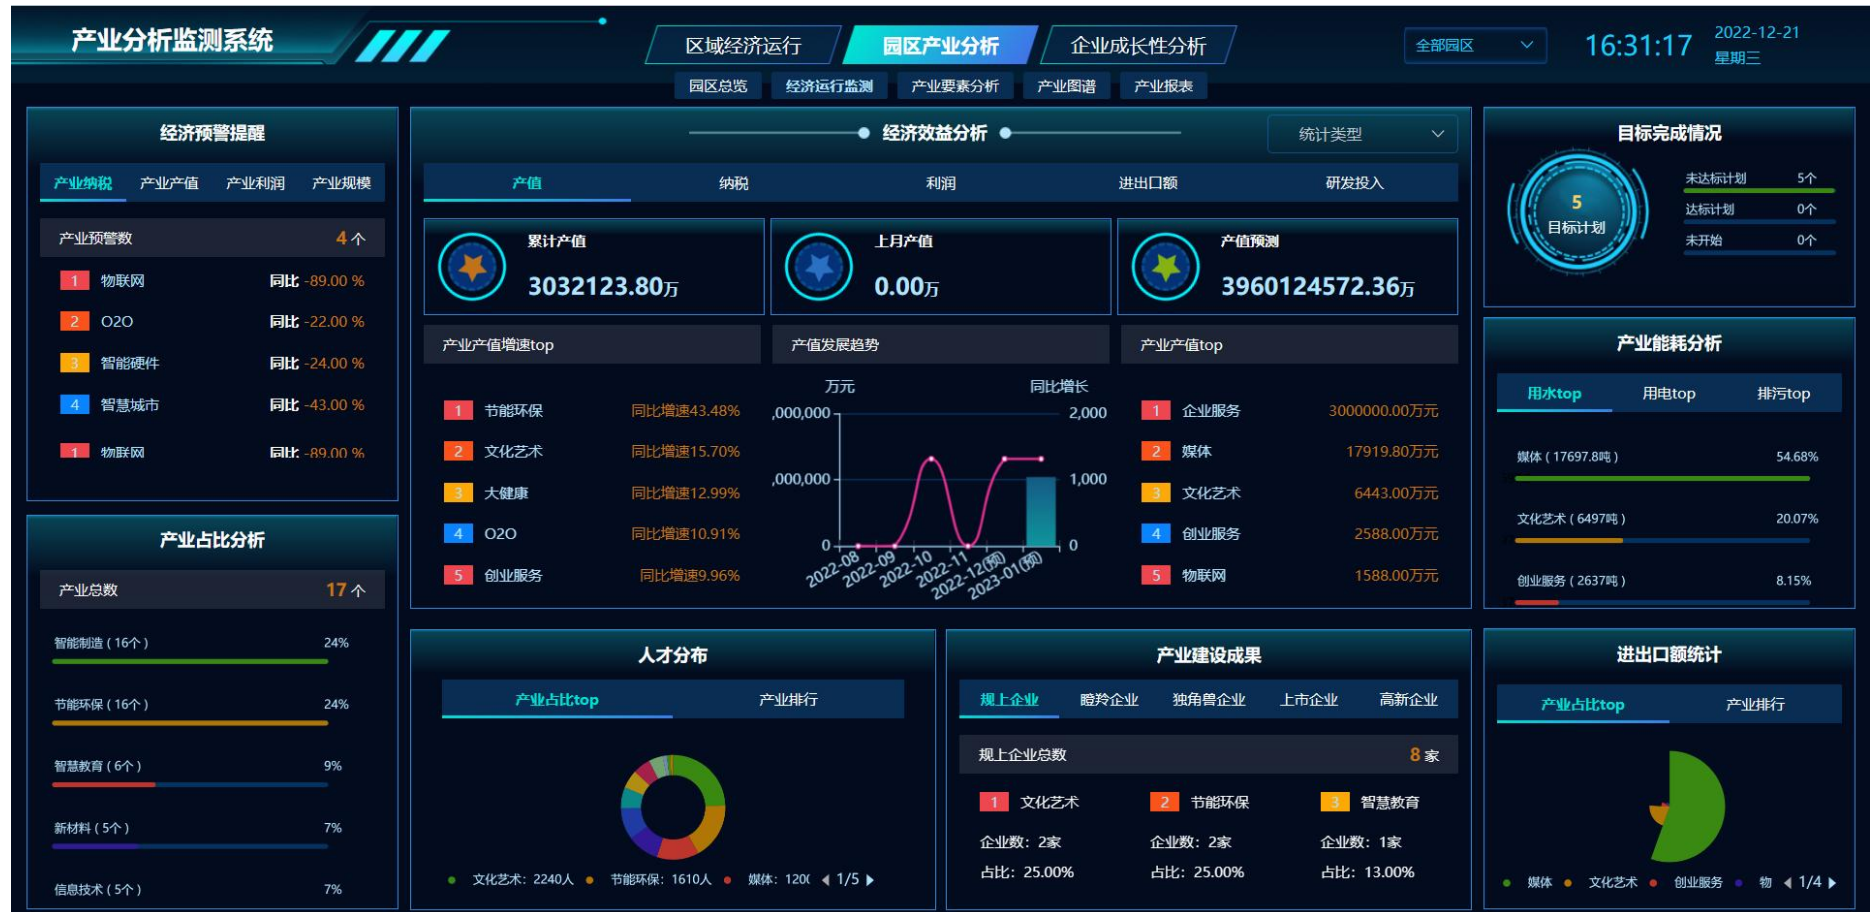 产业分析监测系统
区域经济运行 园区产业分析 企业成长性分析
全部园区 16:31:17 2022-12-21
星期三
园区总览 经济运行监测 产业要素分析 产业图谱 产业报表
经济预警提醒
产业纳税 产业产值 产业利润 产业规模
产业预警数 4个
1 物联网 同比 -89.00 %
2 O2O 同比 -22.00 %
3 智能硬件 同比 -24.00 %
4 智慧城市 同比 -43.00 %
1 物联网 同比 -89.00 %
产业占比分析
产业总数 17个
智能制造 ( 16个 ) 24%
节能环保 ( 16个 ) 24%
智慧教育 ( 6个 ) 9%
新材料 ( 5个 ) 7%
信息技术 ( 5个 ) 7%
经济效益分析 统计类型
产值 纳税 利润 进出口额 研发投入
累计产值
3032123.80万
上月产值
0.00万
产值预测
3960124572.36万
产业产值增速top
1 节能环保 同比增速43.48%
2 文化艺术 同比增速15.70%
3 大健康 同比增速12.99%
4 O2O 同比增速10.91%
5 创业服务 同比增速9.96%
产值发展趋势
万元 同比增长
,000,000 2,000
,000,000 1,000
0 0
2022-08 2022-09 2022-10 2022-11 2022-12(预) 2023-01(预)
产业产值top
1 企业服务 3000000.00万元
2 媒体 17919.80万元
3 文化艺术 6443.00万元
4 创业服务 2588.00万元
5 物联网 1588.00万元
人才分布
产业占比top 产业排行
文化艺术：2240人 节能环保：1610人 媒体：120 1/5
产业建设成果
规上企业 瞪羚企业 独角兽企业 上市企业 高新企业
规上企业总数 8家
1 文化艺术 2 节能环保 3 智慧教育
企业数：2家 企业数：2家 企业数：1家
占比：25.00% 占比：25.00% 占比：13.00%
目标完成情况
5
目标计划
未达标计划 5个
达标计划 0个
未开始 0个
产业能耗分析
用水top 用电top 排污top
媒体 ( 17697.8吨 ) 54.68%
文化艺术 ( 6497吨 ) 20.07%
创业服务 ( 2637吨 ) 8.15%
进出口额统计
产业占比top 产业排行
媒体 文化艺术 创业服务 物 1/4